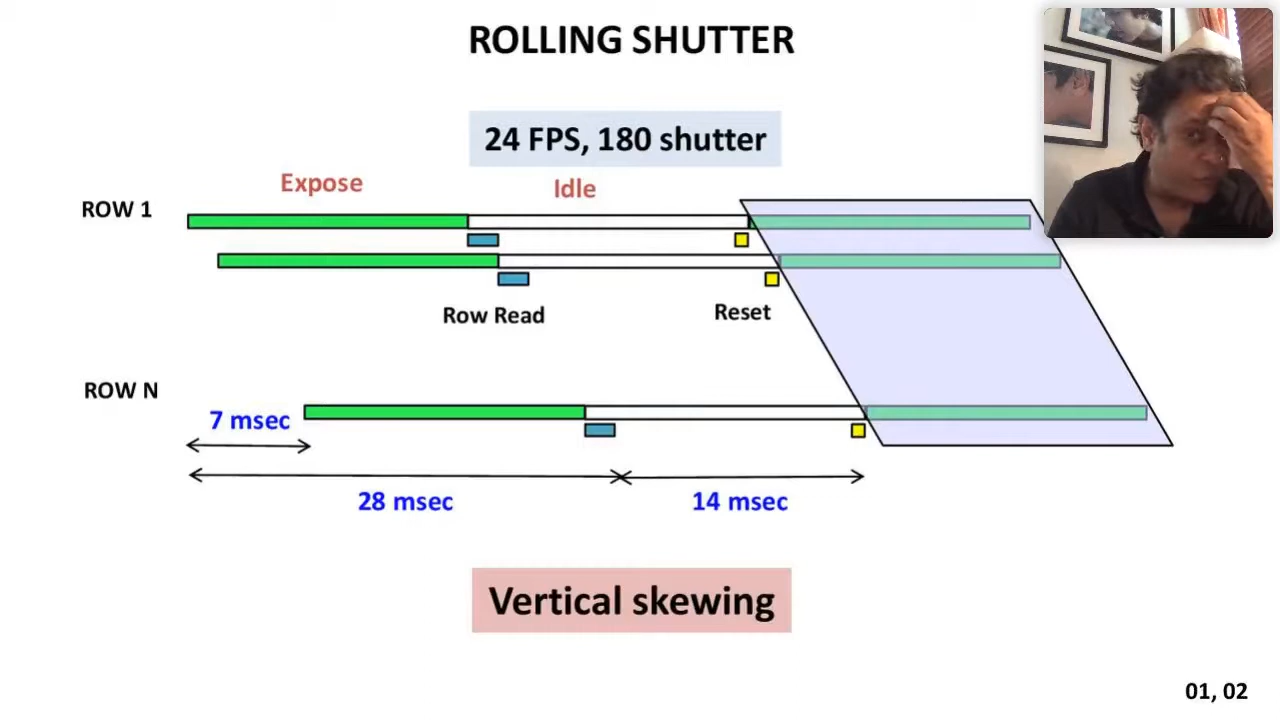 ROLLING SHUTTER
24 FPS, 180 shutter
Expose
Idle
ROW 1
Row Read
Reset
ROW N
7 msec
28 msec
14 msec
Vertical skewing
01, 02